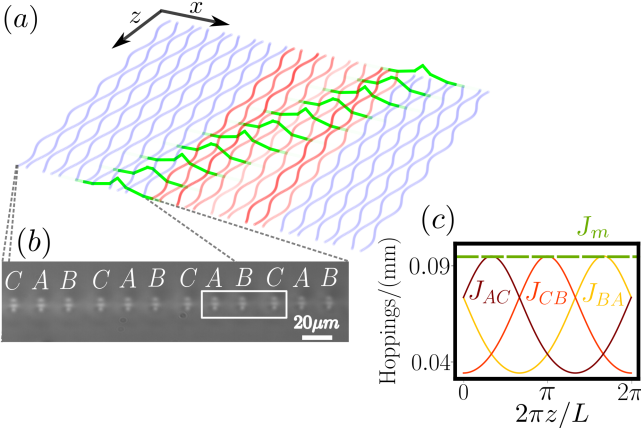 (a)
z
x
(b)
C A B C A B C A B C A B
20μm
(c)
J_m
Hoppings/(mm)
0.09
0.04
J_AC
J_CB
J_BA
0
π
2π
2πz/L